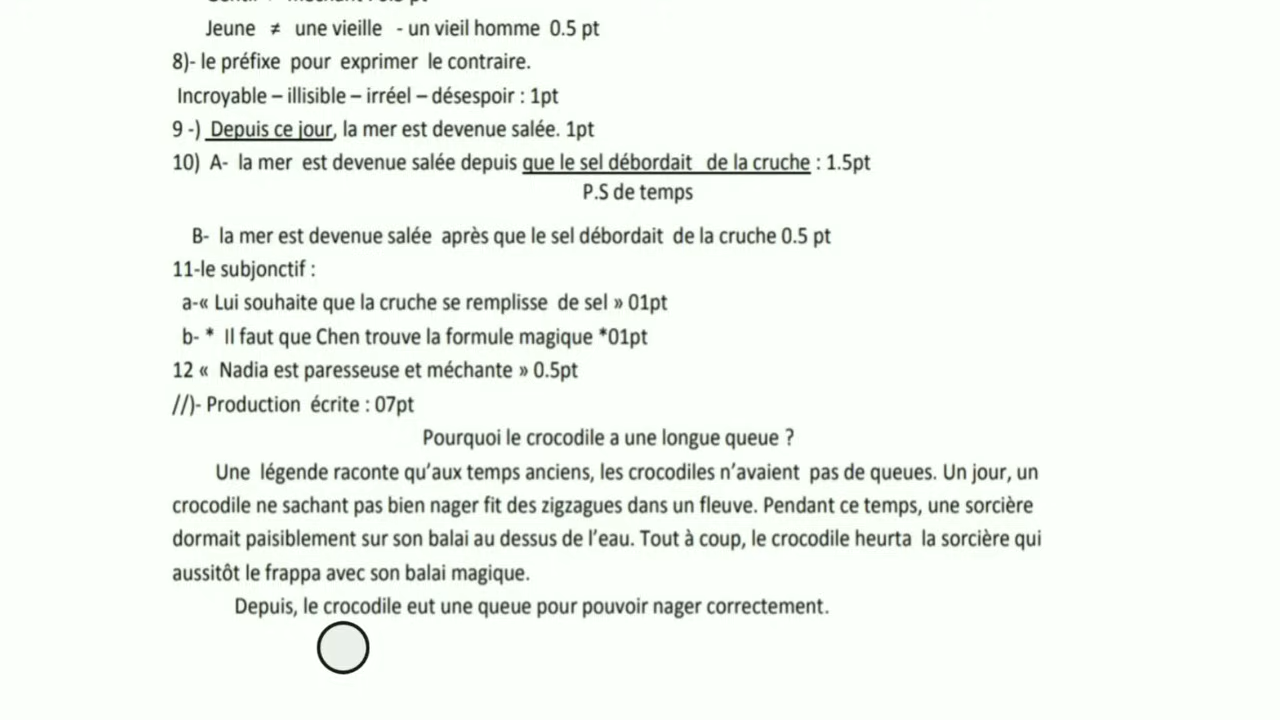 Jeune ≠ une vieille - un vieil homme 0.5 pt
8)- le préfixe pour exprimer le contraire.
Incroyable – illisible – irréel – désespoir : 1pt
9 -) Depuis ce jour, la mer est devenue salée. 1pt
10) A- la mer est devenue salée depuis que le sel débordait de la cruche : 1.5pt
P.S de temps
B- la mer est devenue salée après que le sel débordait de la cruche 0.5 pt
11-le subjonctif :
a-« Lui souhaite que la cruche se remplisse de sel » 01pt
b- * Il faut que Chen trouve la formule magique *01pt
12 « Nadia est paresseuse et méchante » 0.5pt
//)- Production écrite : 07pt
Pourquoi le crocodile a une longue queue ?
Une légende raconte qu’aux temps anciens, les crocodiles n’avaient pas de queues. Un jour, un
crocodile ne sachant pas bien nager fit des zigzagues dans un fleuve. Pendant ce temps, une sorcière
dormait paisiblement sur son balai au dessus de l’eau. Tout à coup, le crocodile heurta la sorcière qui
aussitôt le frappa avec son balai magique.
Depuis, le crocodile eut une queue pour pouvoir nager correctement.